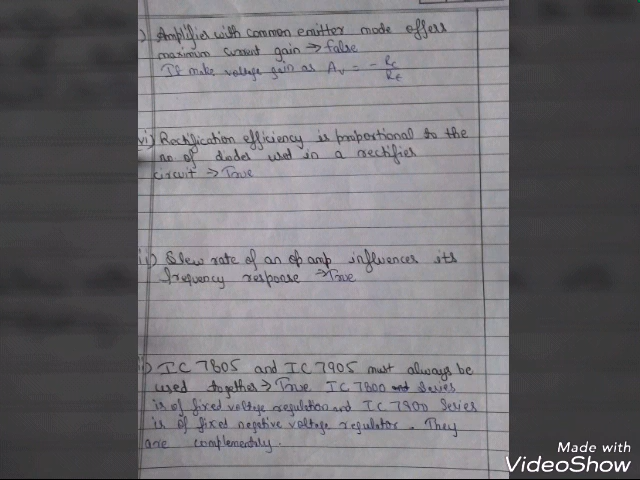 ) Amplifier with common emitter mode offers
maximum current gain → false
If make voltage gain as Av = -Rc/RE
vi) Rectification efficiency is proportional to the
no of diodes used in a rectifier
circuit → True
ii) Slew rate of an op amp influences its
frequency response → True
i) IC 7805 and IC 7905 must always be
used together → True IC 7800 Series
is of fixed voltage regulation and IC 7900 Series
is of fixed negative voltage regulator. They
are complementary.
Made with
VideoShow